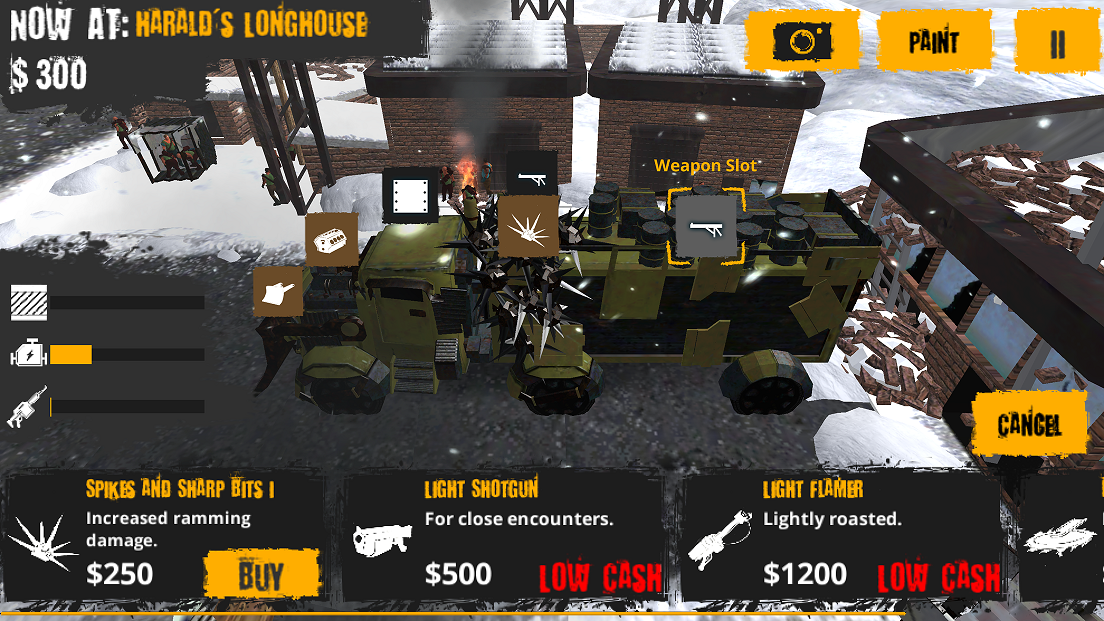 NOW AT: HARALD'S LONGHOUSE
$ 300
PAINT
Weapon Slot
CANCEL
SPIKES AND SHARP BITS I
Increased ramming
damage.
$250
BUY
LIGHT SHOTGUN
For close encounters.
$500
LOW CASH
LIGHT FLAMER
Lightly roasted.
$1200
LOW CASH